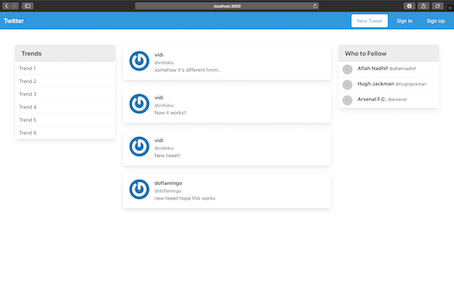 localhost:3000
Twitter
New Tweet
Sign In
Sign Up
Trends
Trend 1
Trend 2
Trend 3
Trend 4
Trend 5
Trend 6
vidi
@vidiskiu
somehow it's different hmm..
vidi
@vidiskiu
Now it works!!
vidi
@vidiskiu
New tweet!
doflamingo
@doflamingo
new tweet hope this works
Who to Follow
Aflah Nadhif @aflahnadhif
Hugh Jackman @hughjackman
Arsenal F.C. @arsenal